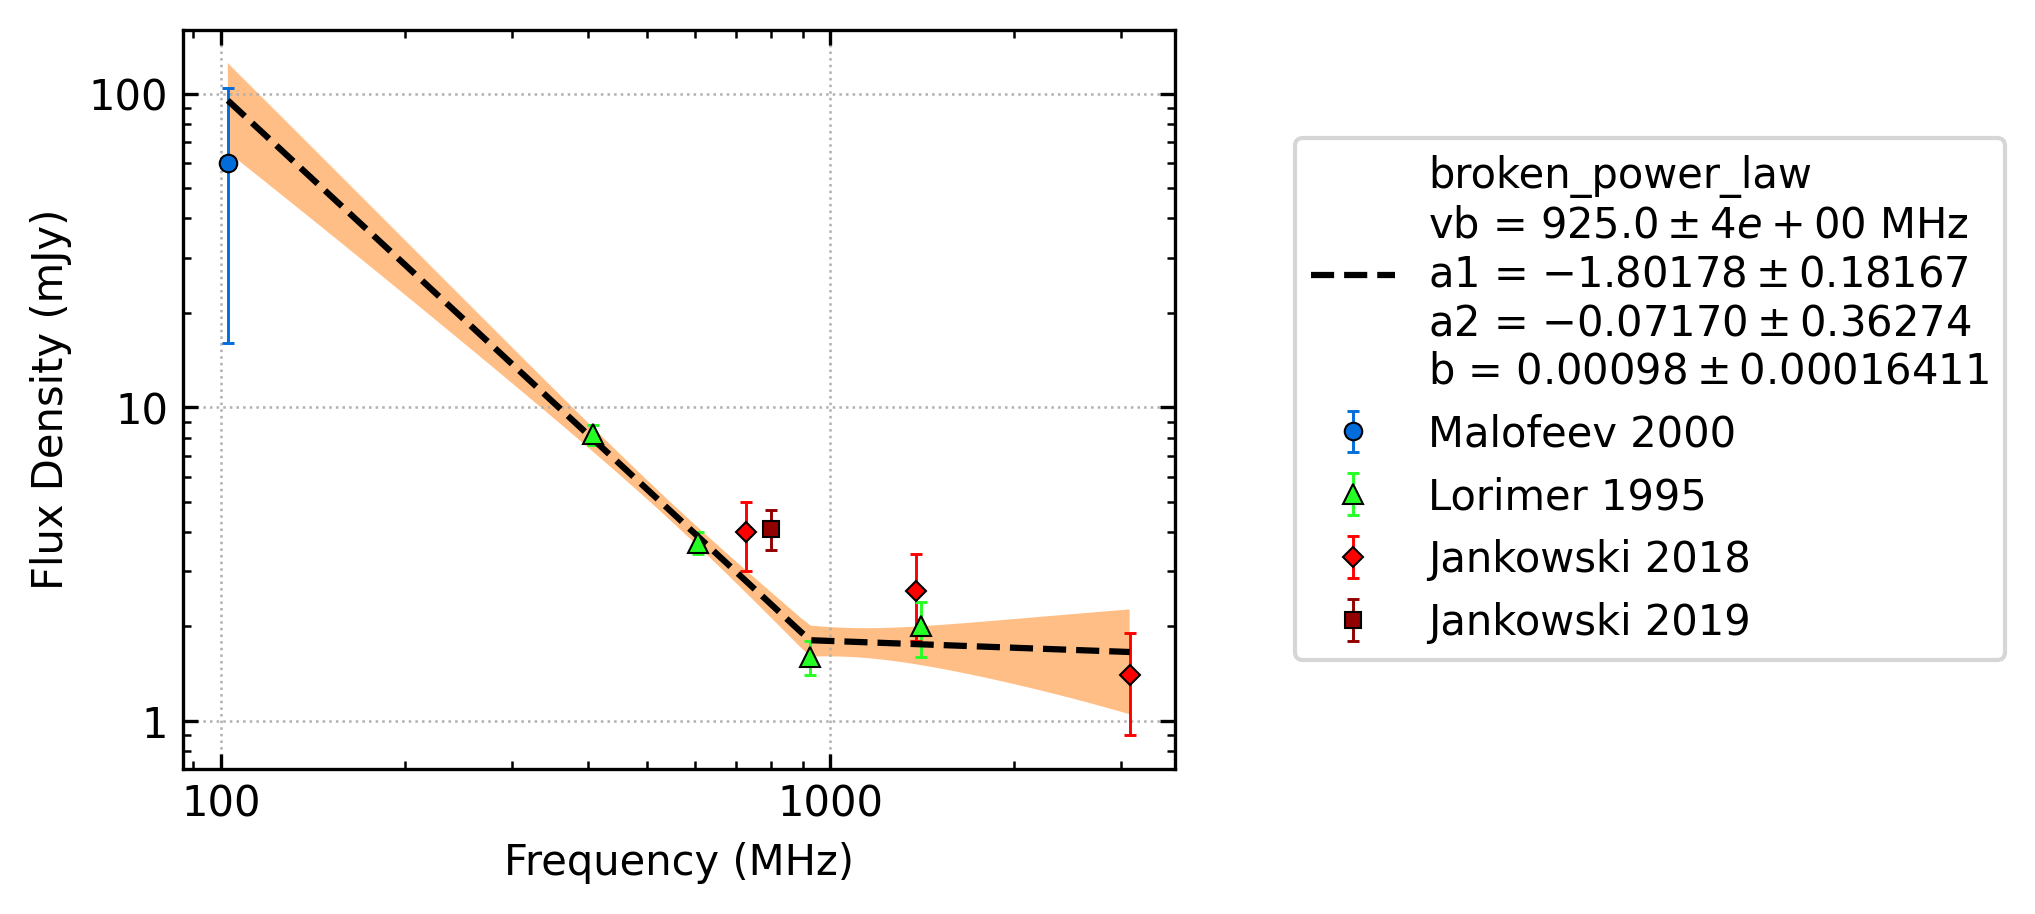 100
10
1
Flux Density (mJy)
100
1000
Frequency (MHz)
broken_power_law
vb = 925.0 ± 4e + 00 MHz
a1 = −1.80178 ± 0.18167
a2 = −0.07170 ± 0.36274
b = 0.00098 ± 0.00016411
Malofeev 2000
Lorimer 1995
Jankowski 2018
Jankowski 2019